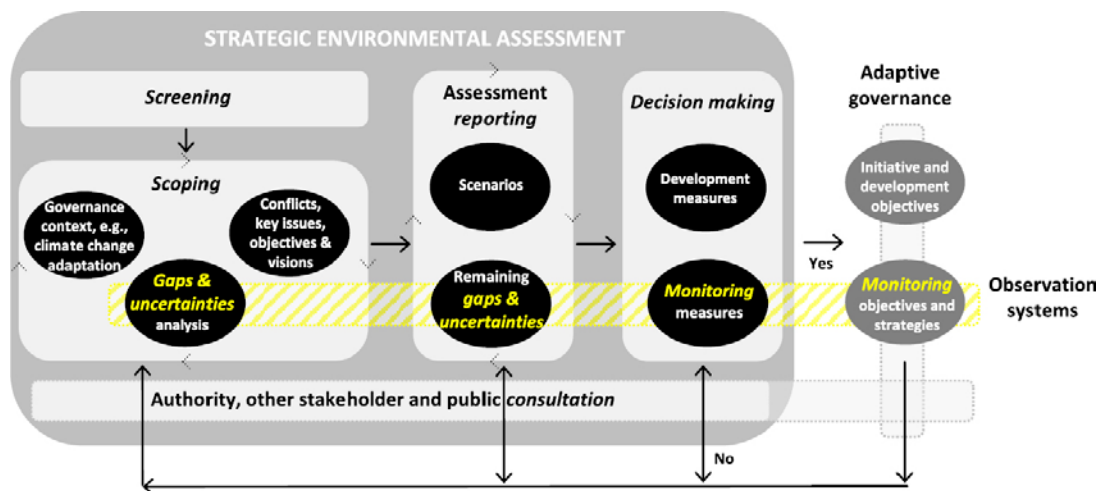 STRATEGIC ENVIRONMENTAL ASSESSMENT
Screening
Scoping
Governance
context, e.g.,
climate change
adaptation
Conflicts,
key issues,
objectives &
visions
Gaps &
uncertainties
analysis
Assessment
reporting
Scenarios
Remaining
gaps &
uncertainties
Decision making
Development
measures
Monitoring
measures
Yes
Adaptive
governance
Initiative and
development
objectives
Monitoring
objectives and
strategies
Observation
systems
Authority, other stakeholder and public consultation
No